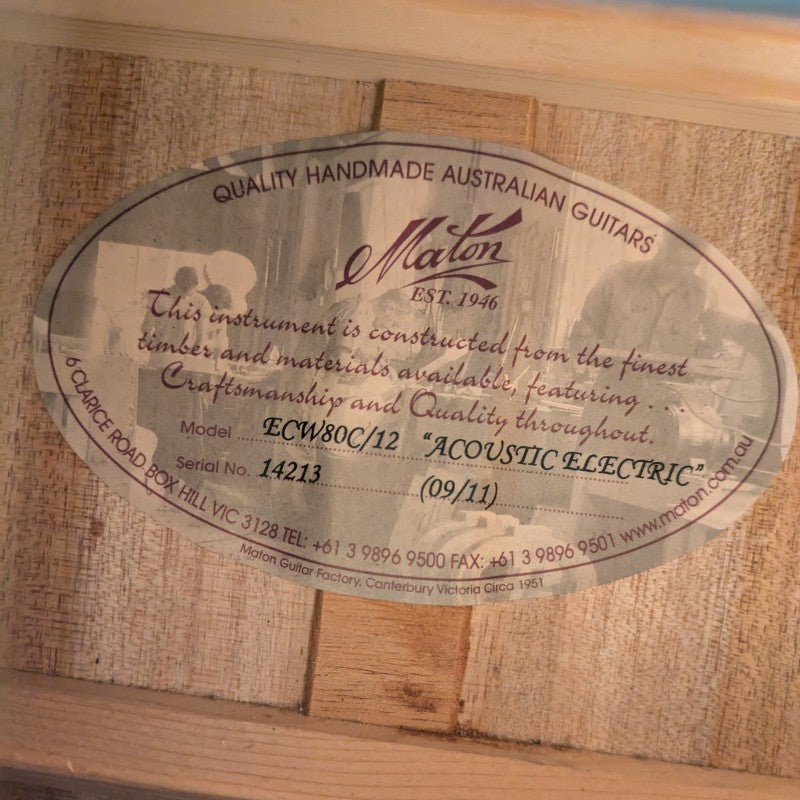 QUALITY HANDMADE AUSTRALIAN GUITARS
Maton
EST. 1946
This instrument is constructed from the finest
timber and materials available, featuring . . . .
Craftsmanship and Quality throughout.
Model ECW80C/12 "ACOUSTIC ELECTRIC"
Serial No. 14213 (09/11)
6 CLARICE ROAD BOX HILL VIC 3128 TEL: +61 3 9896 9500 FAX: +61 3 9896 9501 www.maton.com.au
Maton Guitar Factory, Canterbury Victoria Circa 1951